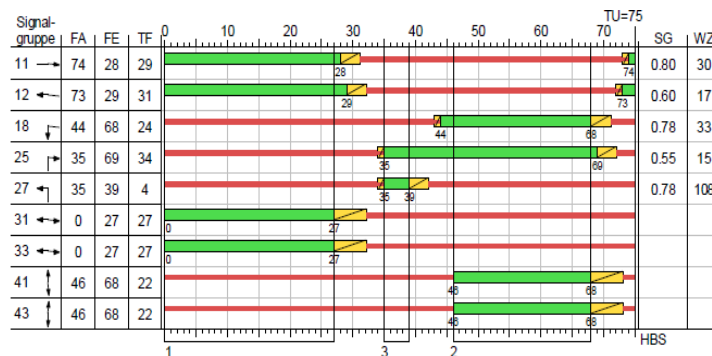 TU=75
Signal-
gruppe FA FE TF 0 10 20 30 40 50 60 70 SG WZ
11 74 28 29 28 74 0.80 30
12 73 29 31 29 73 0.60 17
18 44 68 24 44 68 0.78 33
25 35 69 34 35 69 0.55 15
27 35 39 4 35 39 0.78 108
31 0 27 27 0 27
33 0 27 27 0 27
41 46 68 22 46 68
43 46 68 22 46 68
HBS
1 3 2